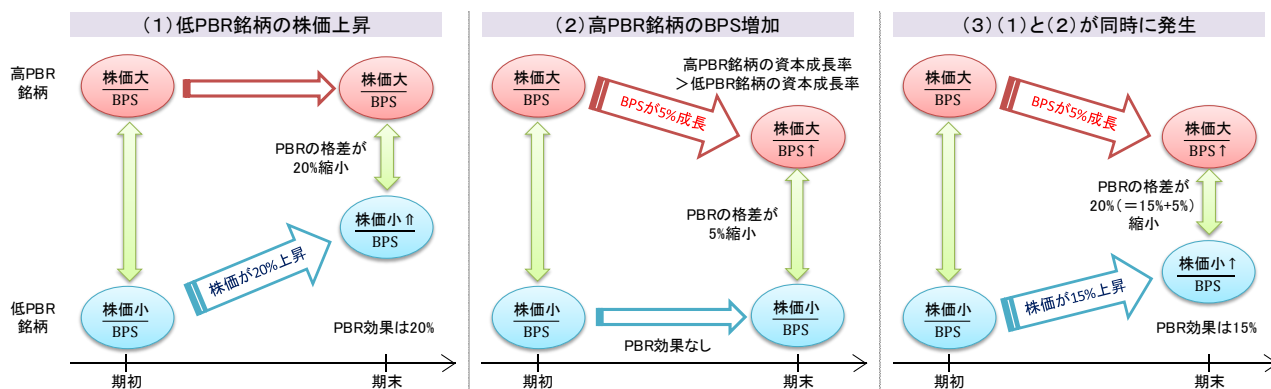 (1)低PBR銘柄の株価上昇
高PBR
銘柄
株価大
BPS
株価大
BPS
PBRの格差が
20%縮小
株価小⇑
BPS
株価が20%上昇
低PBR
銘柄
株価小
BPS
PBR効果は20%
期初
期末
(2)高PBR銘柄のBPS増加
株価大
BPS
高PBR銘柄の資本成長率
>低PBR銘柄の資本成長率
BPSが5%成長
株価大
BPS↑
PBRの格差が
5%縮小
株価小
BPS
株価小
BPS
PBR効果なし
期初
期末
(3)(1)と(2)が同時に発生
株価大
BPS
BPSが5%成長
株価大
BPS↑
PBRの格差が
20%(=15%+5%)
縮小
株価小↑
BPS
株価が15%上昇
株価小
BPS
PBR効果は15%
期初
期末